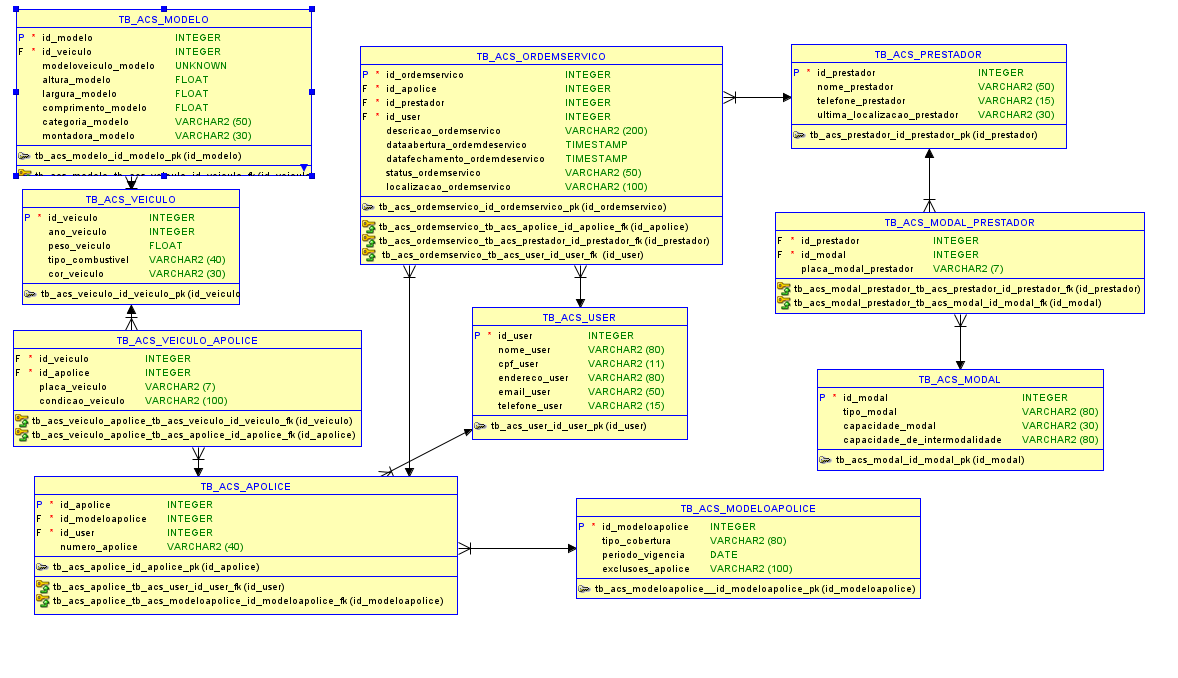 TB_ACS_MODELO
P * id_modelo INTEGER
F * id_veiculo INTEGER
modeloveiculo_modelo UNKNOWN
altura_modelo FLOAT
largura_modelo FLOAT
comprimento_modelo FLOAT
categoria_modelo VARCHAR2 (50)
montadora_modelo VARCHAR2 (30)
tb_acs_modelo_id_modelo_pk (id_modelo)
TB_ACS_VEICULO
P * id_veiculo INTEGER
ano_veiculo INTEGER
peso_veiculo FLOAT
tipo_combustivel VARCHAR2 (40)
cor_veiculo VARCHAR2 (30)
tb_acs_veiculo_id_veiculo_pk (id_veiculo
TB_ACS_VEICULO_APOLICE
F * id_veiculo INTEGER
F * id_apolice INTEGER
placa_veiculo VARCHAR2 (7)
condicao_veiculo VARCHAR2 (100)
tb_acs_veiculo_apolice_tb_acs_veiculo_id_veiculo_fk (id_veiculo)
tb_acs_veiculo_apolice_tb_acs_apolice_id_apolice_fk (id_apolice)
TB_ACS_APOLICE
P * id_apolice INTEGER
F * id_modeloapolice INTEGER
F * id_user INTEGER
numero_apolice VARCHAR2 (40)
tb_acs_apolice_id_apolice_pk (id_apolice)
tb_acs_apolice_tb_acs_user_id_user_fk (id_user)
tb_acs_apolice_tb_acs_modeloapolice_id_modeloapolice_fk (id_modeloapolice)
TB_ACS_ORDEMSERVICO
P * id_ordemservico INTEGER
F * id_apolice INTEGER
F * id_prestador INTEGER
F * id_user INTEGER
descricao_ordemservico VARCHAR2 (200)
dataabertura_ordemdeservico TIMESTAMP
datafechamento_ordemdeservico TIMESTAMP
status_ordemservico VARCHAR2 (50)
localizacao_ordemservico VARCHAR2 (100)
tb_acs_ordemservico_id_ordemservico_pk (id_ordemservico)
tb_acs_ordemservico_tb_acs_apolice_id_apolice_fk (id_apolice)
tb_acs_ordemservico_tb_acs_prestador_id_prestador_fk (id_prestador)
tb_acs_ordemservico_tb_acs_user_id_user_fk (id_user)
TB_ACS_USER
P * id_user INTEGER
nome_user VARCHAR2 (80)
cpf_user VARCHAR2 (11)
endereco_user VARCHAR2 (80)
email_user VARCHAR2 (50)
telefone_user VARCHAR2 (15)
tb_acs_user_id_user_pk (id_user)
TB_ACS_MODELOAPOLICE
P * id_modeloapolice INTEGER
tipo_cobertura VARCHAR2 (80)
periodo_vigencia DATE
exclusoes_apolice VARCHAR2 (100)
tb_acs_modeloapolice__id_modeloapolice_pk (id_modeloapolice)
TB_ACS_PRESTADOR
P * id_prestador INTEGER
nome_prestador VARCHAR2 (50)
telefone_prestador VARCHAR2 (15)
ultima_localizacao_prestador VARCHAR2 (30)
tb_acs_prestador_id_prestador_pk (id_prestador)
TB_ACS_MODAL_PRESTADOR
F * id_prestador INTEGER
F * id_modal INTEGER
placa_modal_prestador VARCHAR2 (7)
tb_acs_modal_prestador_tb_acs_prestador_id_prestador_fk (id_prestador)
tb_acs_modal_prestador_tb_acs_modal_id_modal_fk (id_modal)
TB_ACS_MODAL
P * id_modal INTEGER
tipo_modal VARCHAR2 (80)
capacidade_modal VARCHAR2 (30)
capacidade_de_intermodalidade VARCHAR2 (80)
tb_acs_modal_id_modal_pk (id_modal)